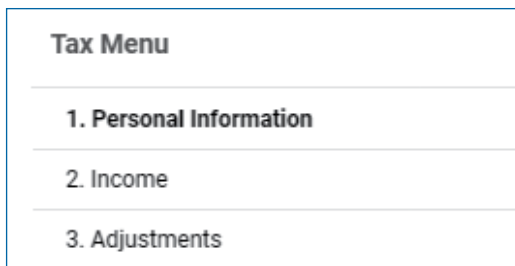 Tax Menu
1. Personal Information
2. Income
3. Adjustments